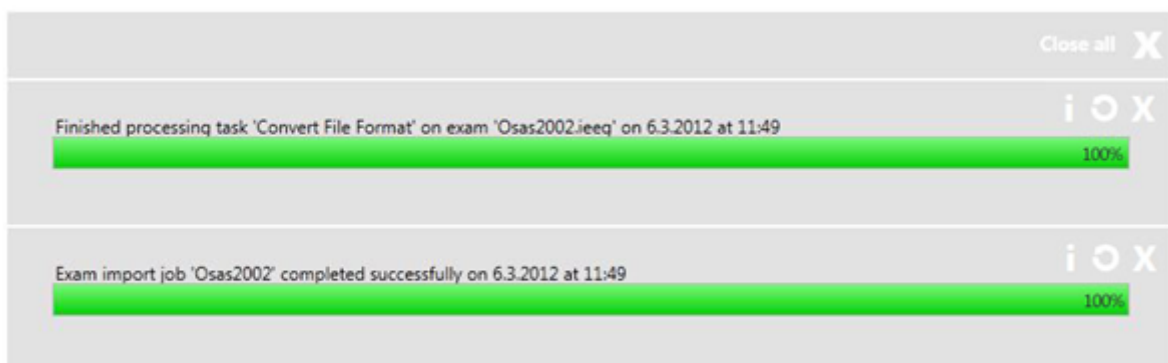 Close all X
Finished processing task 'Convert File Format' on exam 'Osas2002.ieeg' on 6.3.2012 at 11:49
100%
Exam import job 'Osas2002' completed successfully on 6.3.2012 at 11:49
100%